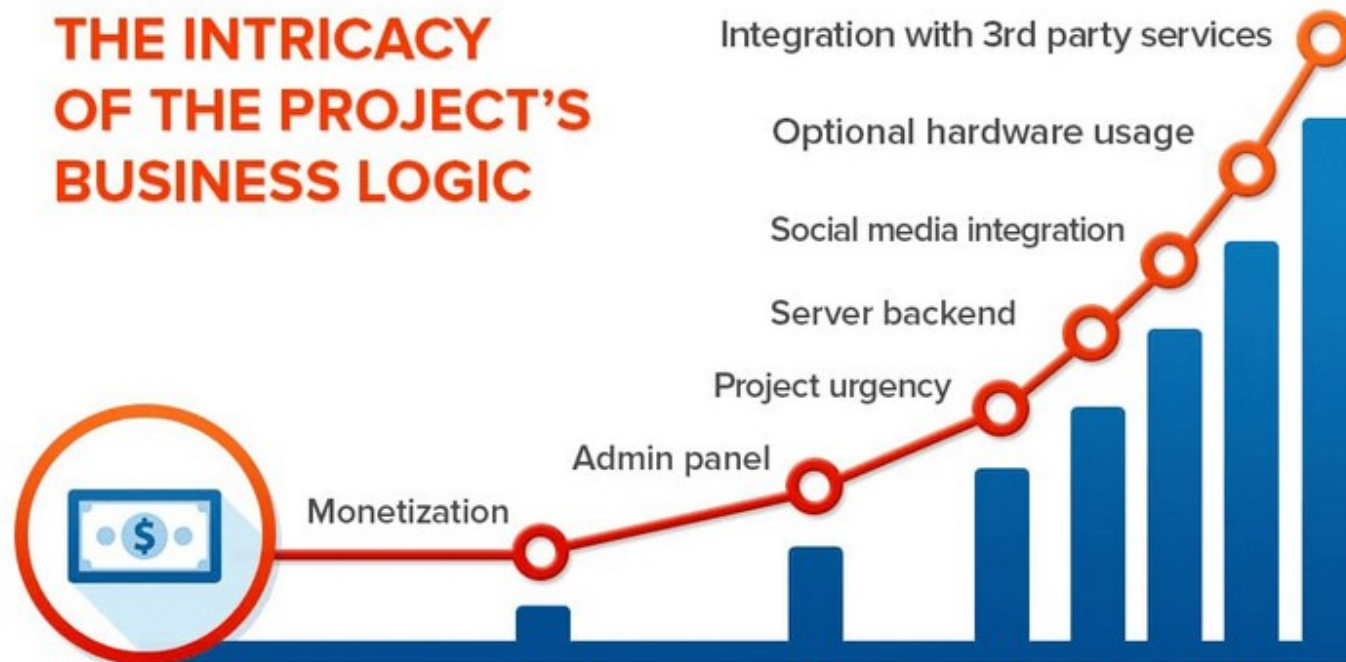 THE INTRICACY
OF THE PROJECT’S
BUSINESS LOGIC
Integration with 3rd party services
Optional hardware usage
Social media integration
Server backend
Project urgency
Admin panel
Monetization
$